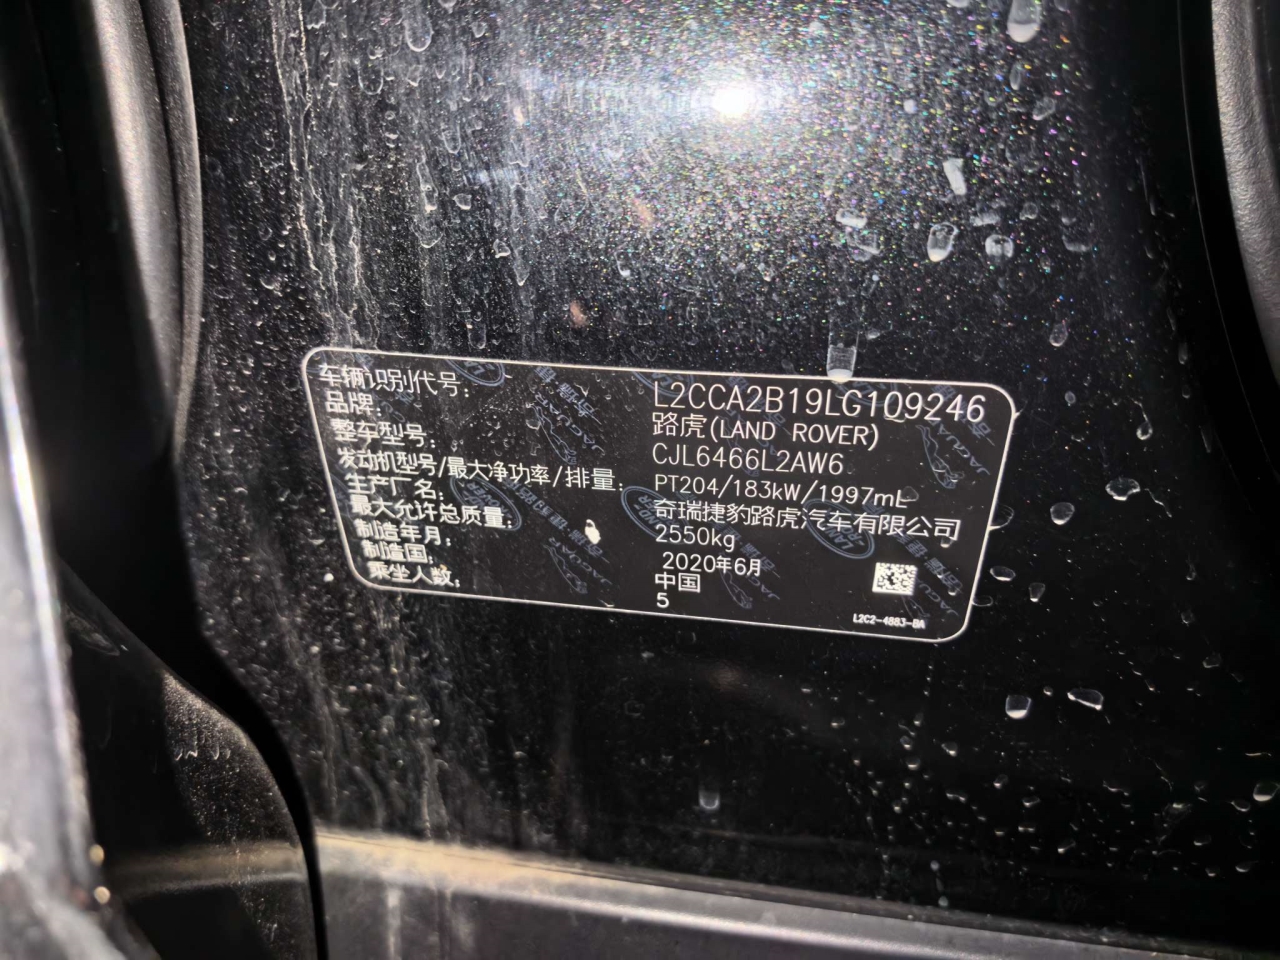 车辆识别代号: L2CCA2B19LG109246
品牌: 路虎(LAND ROVER)
整车型号: CJL6466L2AW6
发动机型号/最大净功率/排量: PT204/183kW/1997mL
生产厂名: 奇瑞捷豹路虎汽车有限公司
最大允许总质量: 2550kg
制造年月: 2020年6月
制造国: 中国
乘坐人数: 5
L2C2-4883-BA